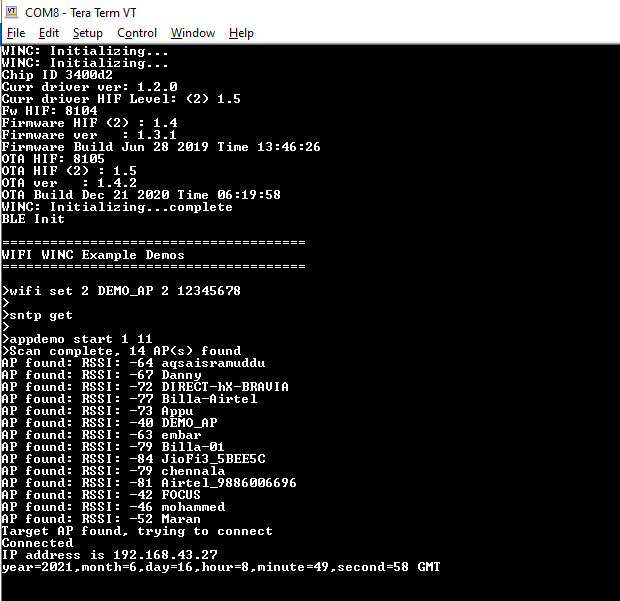 COM8 - Tera Term VT
File Edit Setup Control Window Help
WINC: Initializing...
WINC: Initializing...
Chip ID 3400d2
Curr driver ver: 1.2.0
Curr driver HIF Level: (2) 1.5
Fw HIF: 8104
Firmware HIF (2) : 1.4
Firmware ver   : 1.3.1
Firmware Build Jun 28 2019 Time 13:46:26
OTA HIF: 8105
OTA HIF (2) : 1.5
OTA ver   : 1.4.2
OTA Build Dec 21 2020 Time 06:19:58
WINC: Initializing...complete
BLE Init
======================================
WIFI WINC Example Demos
======================================
>wifi set 2 DEMO_AP 2 12345678
>
>sntp get
>
>appdemo start 1 11
>Scan complete, 14 AP(s) found
AP found: RSSI: -64 aqsaisramuddu
AP found: RSSI: -67 Danny
AP found: RSSI: -72 DIRECT-hX-BRAVIA
AP found: RSSI: -77 Billa-Airtel
AP found: RSSI: -73 Appu
AP found: RSSI: -40 DEMO_AP
AP found: RSSI: -63 embar
AP found: RSSI: -79 Billa-01
AP found: RSSI: -84 JioFi3_5BEE5C
AP found: RSSI: -79 chennala
AP found: RSSI: -81 Airtel_9886006696
AP found: RSSI: -42 FOCUS
AP found: RSSI: -46 mohammed
AP found: RSSI: -52 Maran
Target AP found, trying to connect
Connected
IP address is 192.168.43.27
year=2021,month=6,day=16,hour=8,minute=49,second=58 GMT